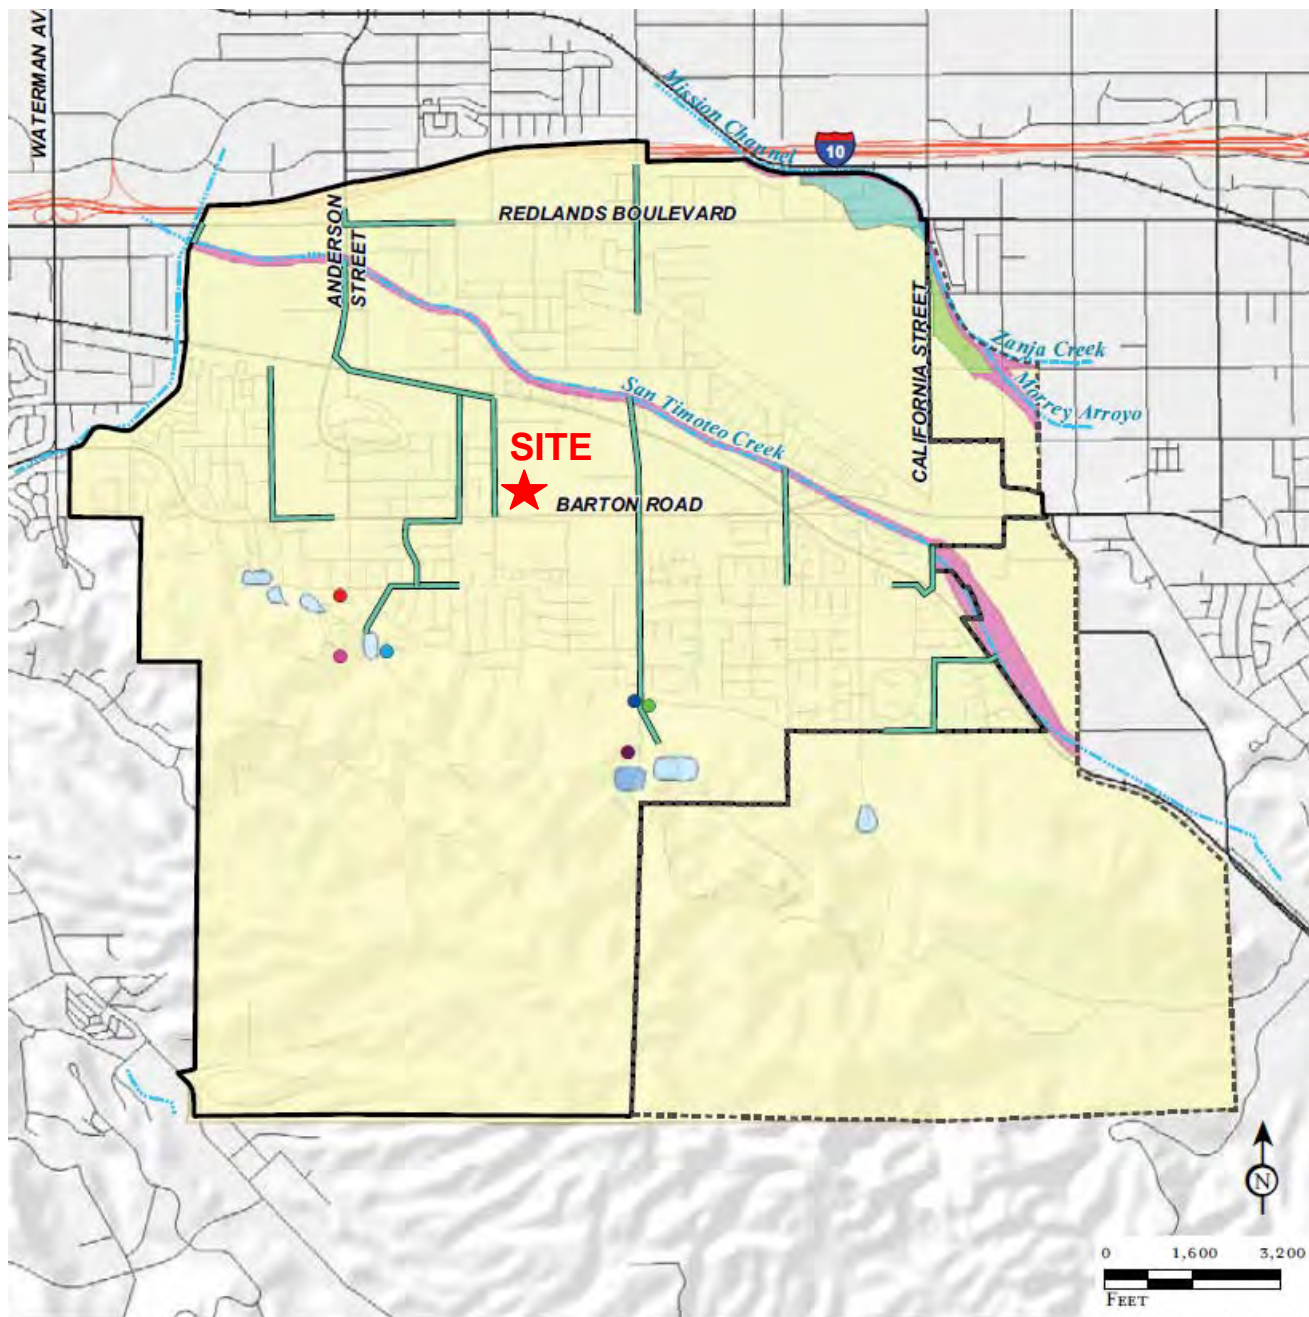 WATERMAN AV
Mission Channel
10
REDLANDS BOULEVARD
ANDERSON
STREET
CALIFORNIA STREET
Zanja Creek
Morrey Arroyo
San Timoteo Creek
SITE
BARTON ROAD
N
0 1,600 3,200
FEET